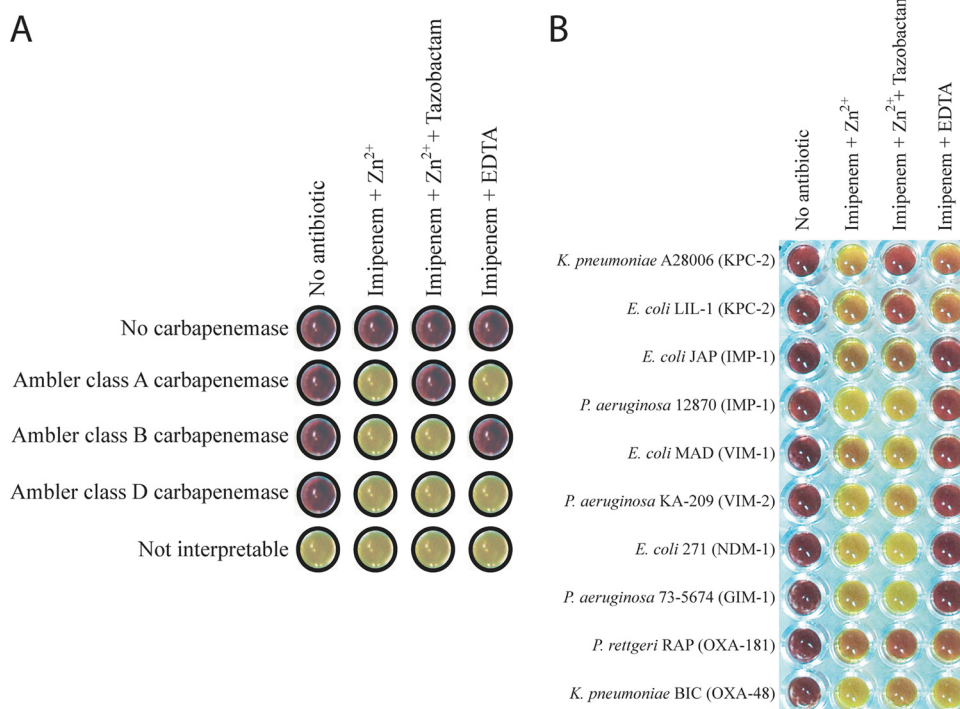 A
No antibiotic
Imipenem + Zn²⁺
Imipenem + Zn²⁺ + Tazobactam
Imipenem + EDTA
No carbapenemase
Ambler class A carbapenemase
Ambler class B carbapenemase
Ambler class D carbapenemase
Not interpretable
B
No antibiotic
Imipenem + Zn²⁺
Imipenem + Zn²⁺+ Tazobactam
Imipenem + EDTA
K. pneumoniae A28006 (KPC-2)
E. coli LIL-1 (KPC-2)
E. coli JAP (IMP-1)
P. aeruginosa 12870 (IMP-1)
E. coli MAD (VIM-1)
P. aeruginosa KA-209 (VIM-2)
E. coli 271 (NDM-1)
P. aeruginosa 73-5674 (GIM-1)
P. rettgeri RAP (OXA-181)
K. pneumoniae BIC (OXA-48)